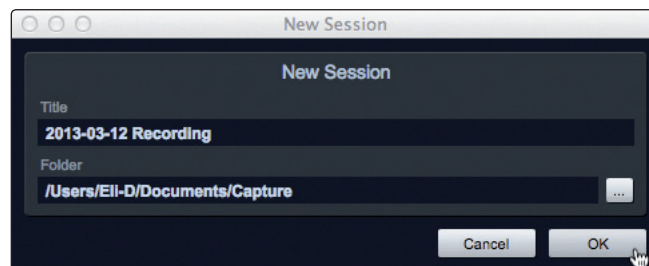 New Session
New Session
Title
2013-03-12 Recording
Folder
/Users/Eli-D/Documents/Capture
...
Cancel OK